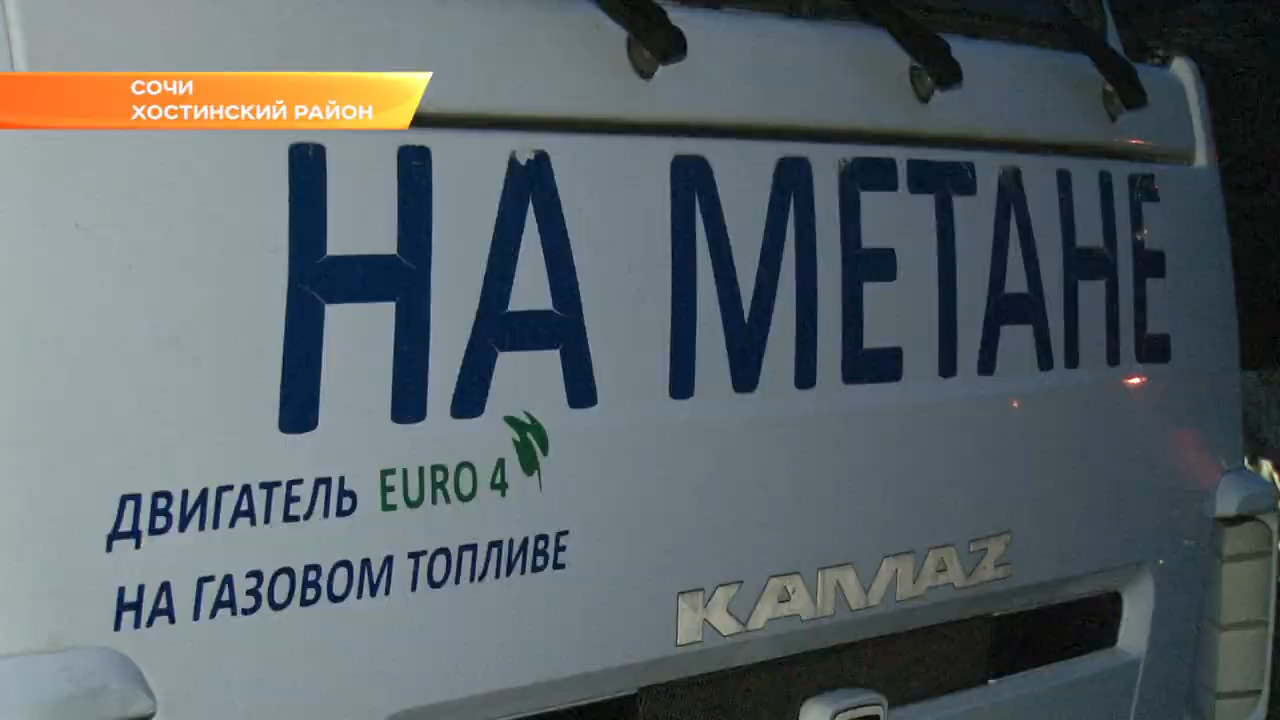 СОЧИ
ХОСТИНСКИЙ РАЙОН
НА МЕТАНЕ
ДВИГАТЕЛЬ EURO 4
НА ГАЗОВОМ ТОПЛИВЕ
KAMAZ